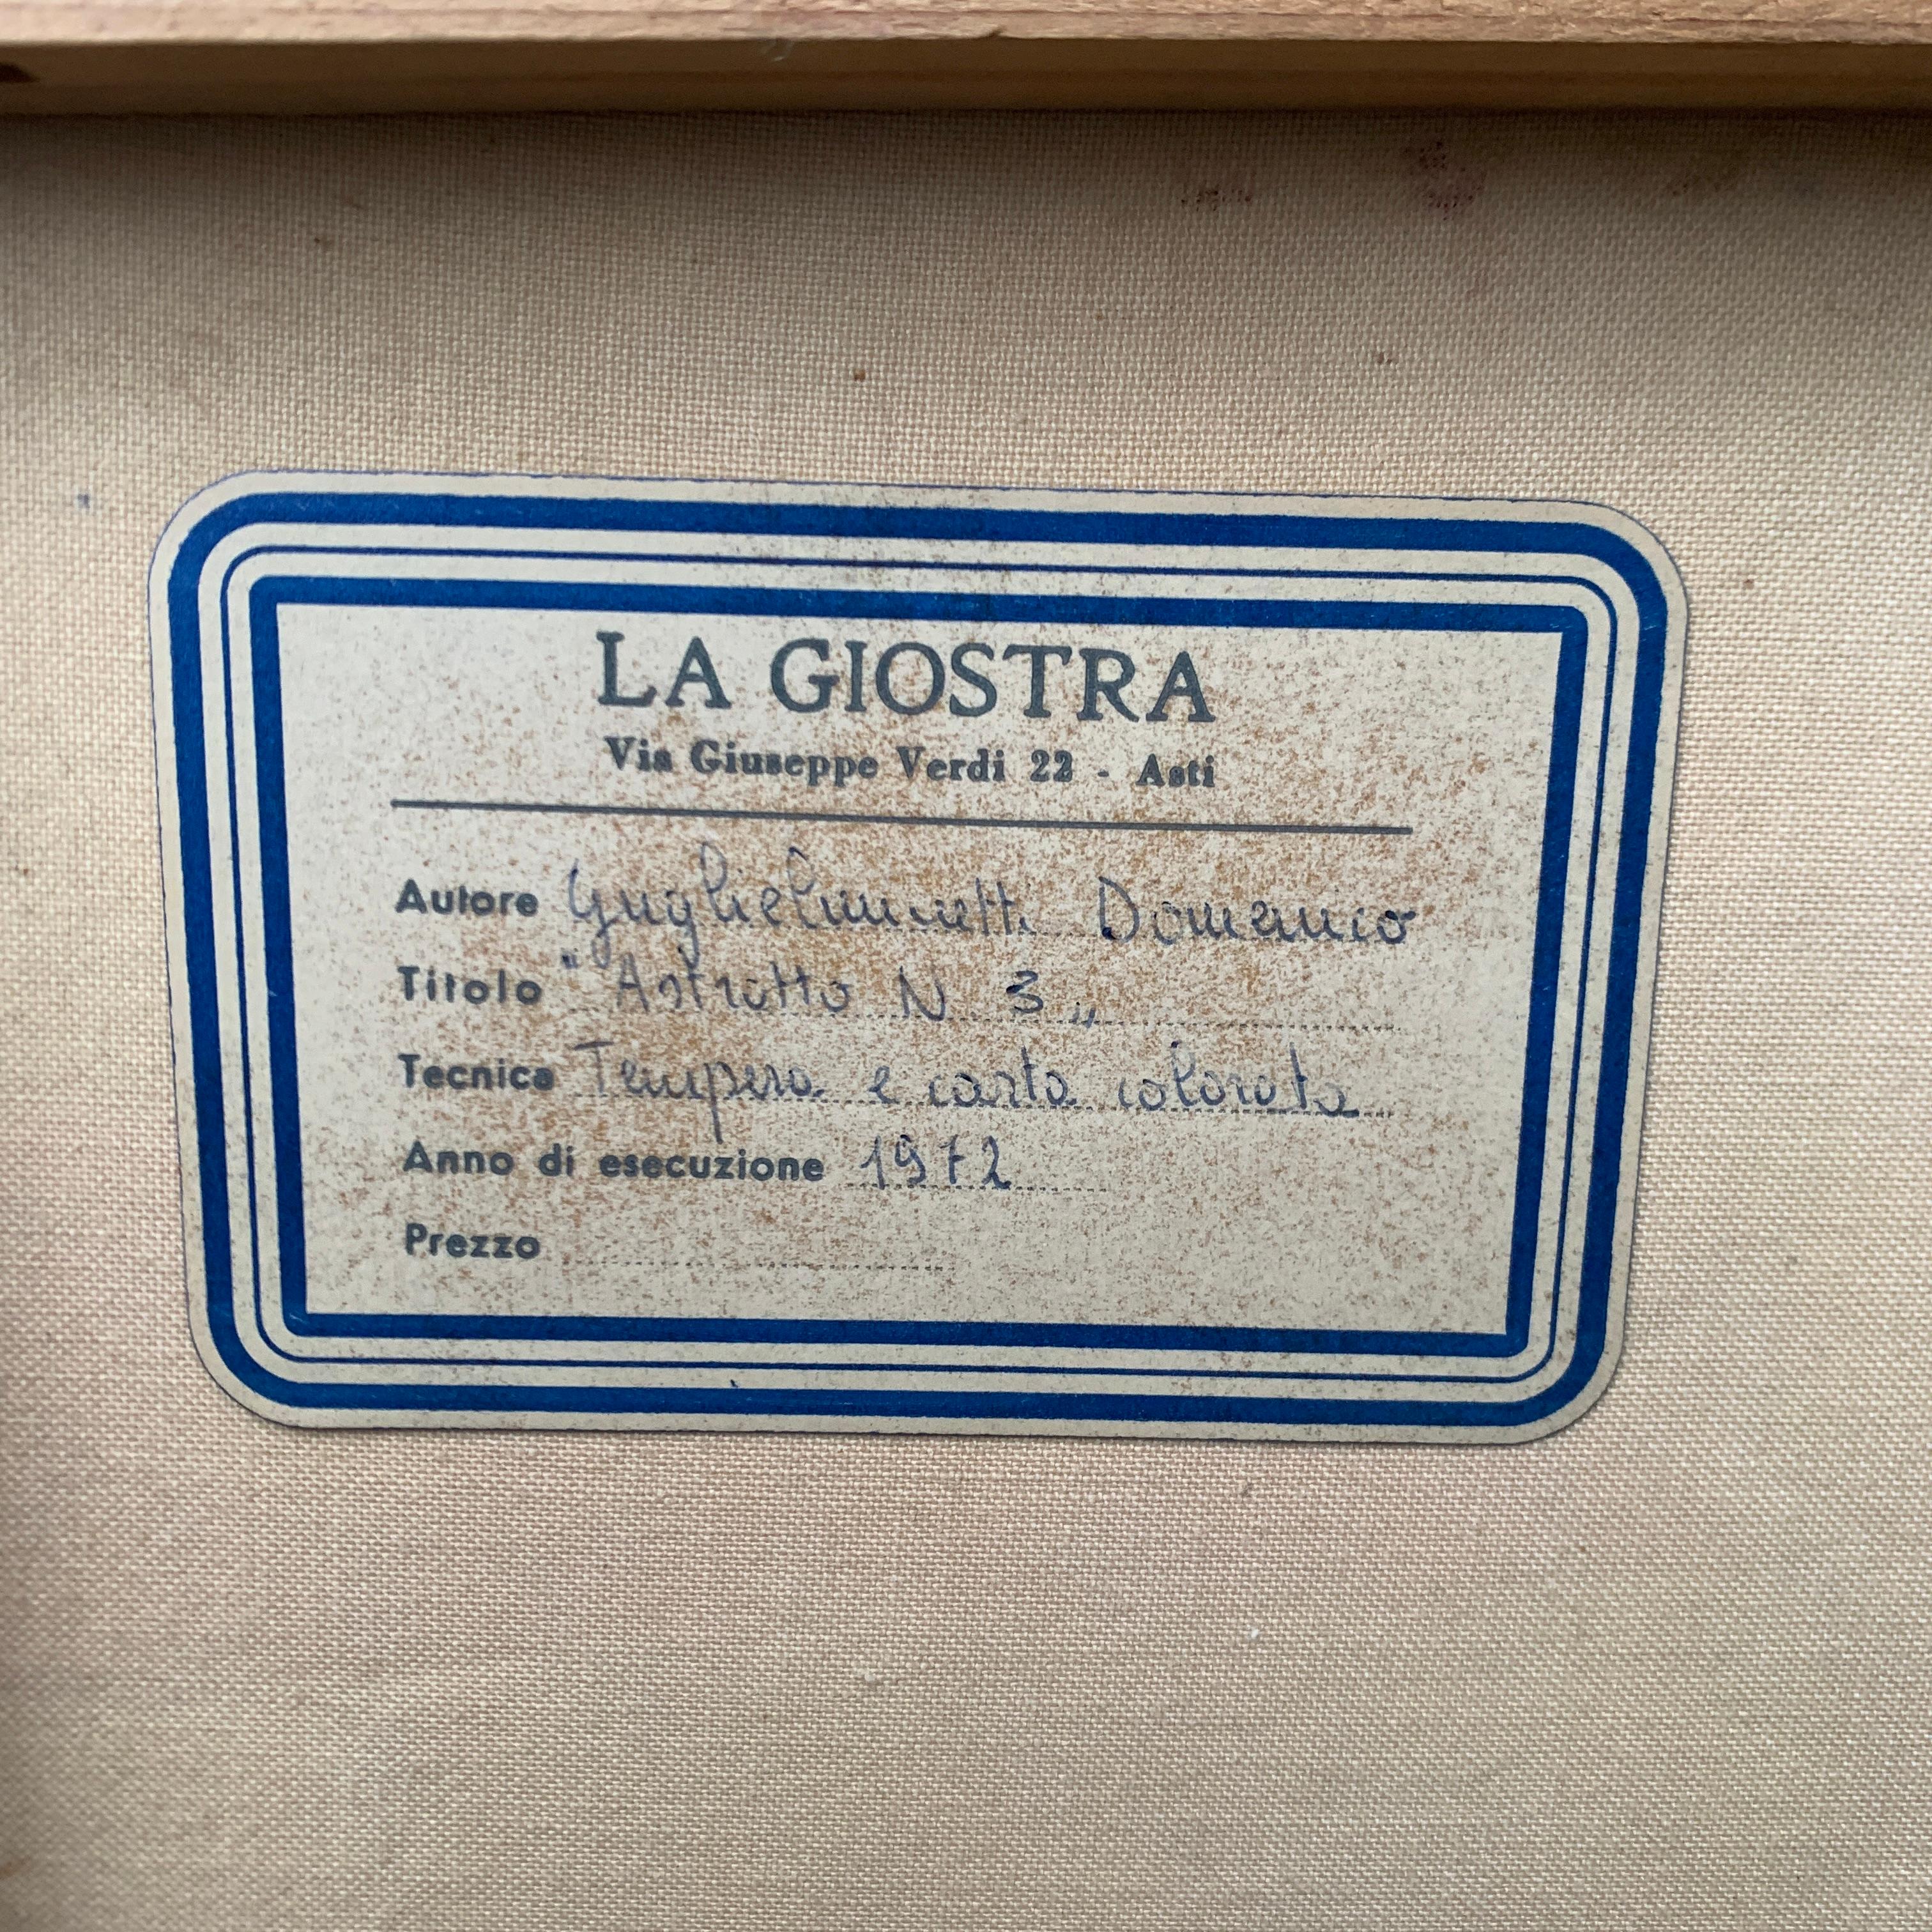 LA GIOSTRA
Via Giuseppe Verdi 22 - Asti
Autore Guglielminetti Domenico
Titolo "Astratto N 3"
Tecnica Tempera e carta colorata
Anno di esecuzione 1972
Prezzo